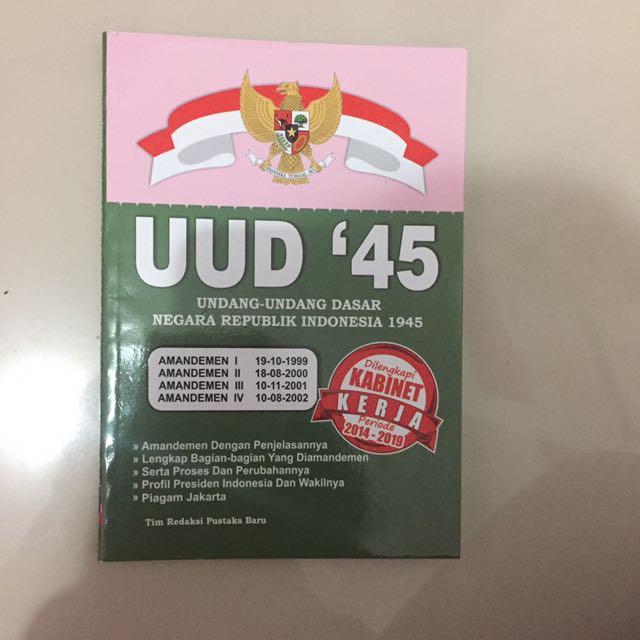 BHINNEKA TUNGGAL IKA
UUD ‘45
UNDANG-UNDANG DASAR
NEGARA REPUBLIK INDONESIA 1945
AMANDEMEN I 19-10-1999
AMANDEMEN II 18-08-2000
AMANDEMEN III 10-11-2001
AMANDEMEN IV 10-08-2002
Dilengkapi
KABINET
KERJA
Periode
2014 - 2019
» Amandemen Dengan Penjelasannya
» Lengkap Bagian-bagian Yang Diamandemen
» Serta Proses Dan Perubahannya
» Profil Presiden Indonesia Dan Wakilnya
» Piagam Jakarta
Tim Redaksi Pustaka Baru